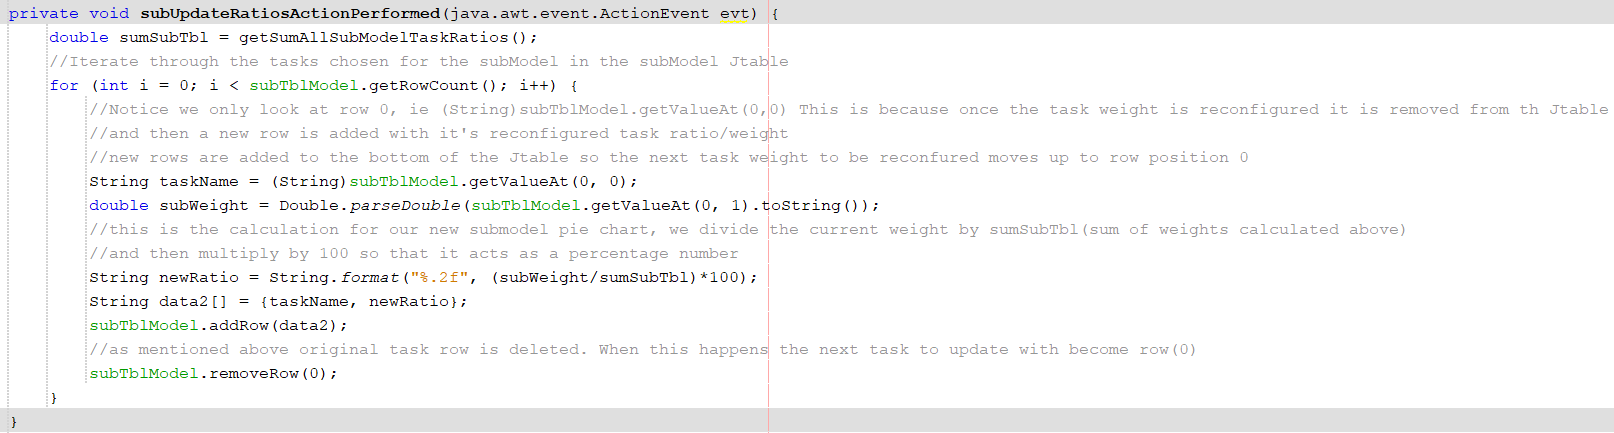 private void subUpdateRatiosActionPerformed(java.awt.event.ActionEvent evt) {
    double sumSubTbl = getSumAllSubModelTaskRatios();
    //Iterate through the tasks chosen for the subModel in the subModel Jtable
    for (int i = 0; i < subTblModel.getRowCount(); i++) {
        //Notice we only look at row 0, ie (String)subTblModel.getValueAt(0,0) This is because once the task weight is reconfigured it is removed from th Jtable
        //and then a new row is added with it's reconfigured task ratio/weight
        //new rows are added to the bottom of the Jtable so the next task weight to be reconfured moves up to row position 0
        String taskName = (String)subTblModel.getValueAt(0, 0);
        double subWeight = Double.parseDouble(subTblModel.getValueAt(0, 1).toString());
        //this is the calculation for our new submodel pie chart, we divide the current weight by sumSubTbl(sum of weights calculated above)
        //and then multiply by 100 so that it acts as a percentage number
        String newRatio = String.format("%.2f", (subWeight/sumSubTbl)*100);
        String data2[] = {taskName, newRatio};
        subTblModel.addRow(data2);
        //as mentioned above original task row is deleted. When this happens the next task to update with become row(0)
        subTblModel.removeRow(0);
    }
}